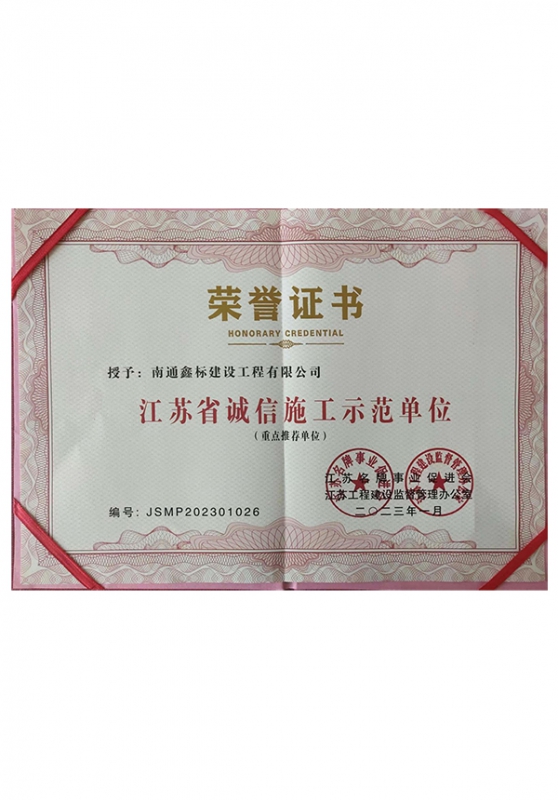 荣誉证书
HONORARY CREDENTIAL
授予：南通鑫标建设工程有限公司
江苏省诚信施工示范单位
（重点推荐单位）
江苏名牌事业促进会
江苏工程建设监督管理办公室
编号：JSMP202301026
二〇二三年一月